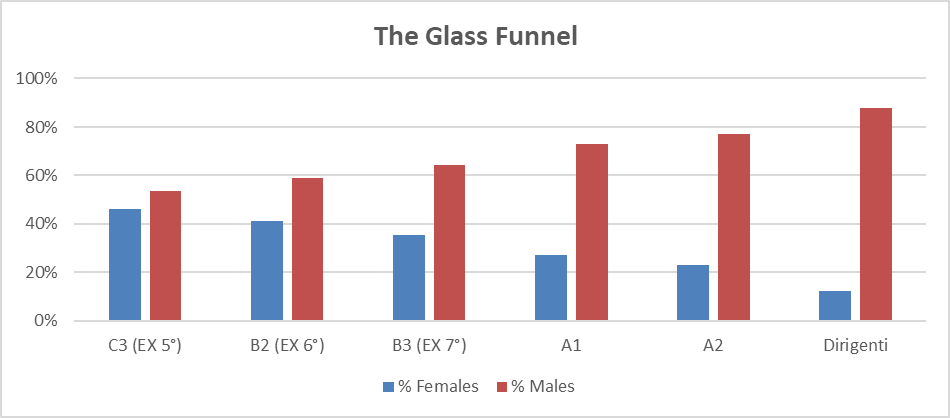 The Glass Funnel
100%
80%
60%
40%
20%
0%
C3 (EX 5°) B2 (EX 6°) B3 (EX 7°) A1 A2 Dirigenti
% Females % Males